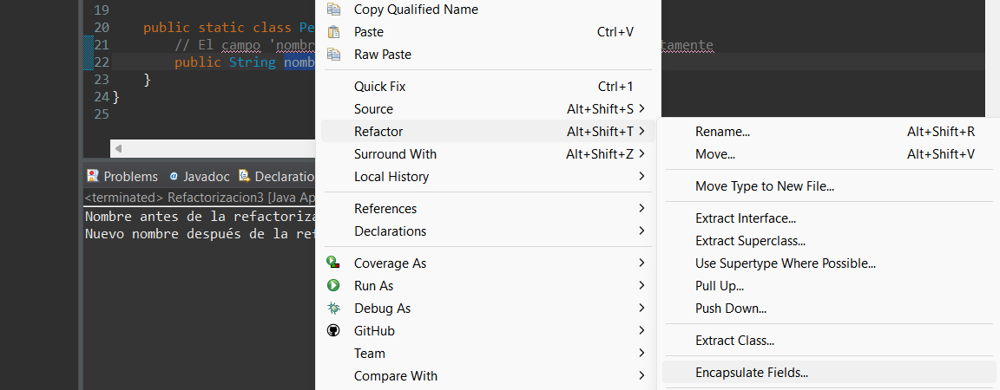 19
20 public static class Pe
21 // El campo 'nombr
tamente
22 public String nomb
23 }
24 }
25
Problems Javadoc Declaratio
<terminated> Refactorizacion3 [Java Ap
Nombre antes de la refactoriza
Nuevo nombre después de la ref
Copy Qualified Name
Paste Ctrl+V
Raw Paste
Quick Fix Ctrl+1
Source Alt+Shift+S >
Refactor Alt+Shift+T >
Surround With Alt+Shift+Z >
Local History >
References >
Declarations >
Coverage As >
Run As >
Debug As >
GitHub >
Team >
Compare With >
Rename... Alt+Shift+R
Move... Alt+Shift+V
Move Type to New File...
Extract Interface...
Extract Superclass...
Use Supertype Where Possible...
Pull Up...
Push Down...
Extract Class...
Encapsulate Fields...